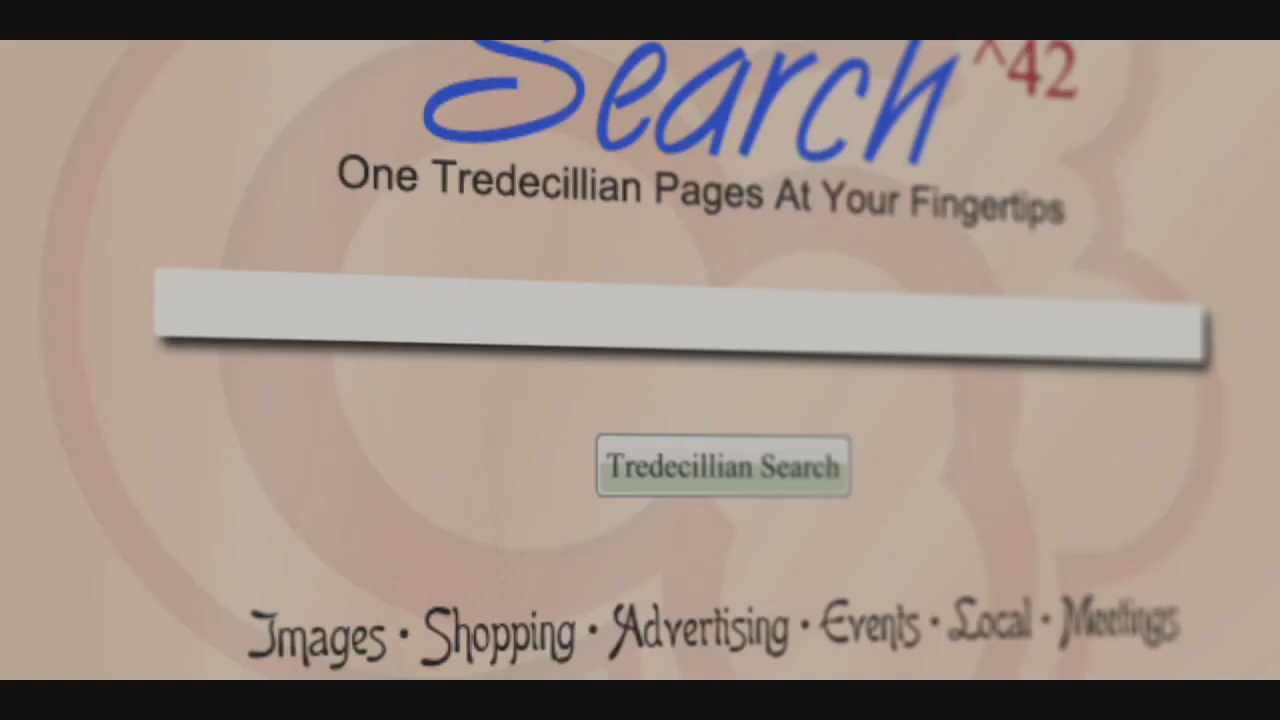 Search ^42
One Tredecillian Pages At Your Fingertips
Tredecillian Search
Images · Shopping · Advertising · Events · Local · Meetings